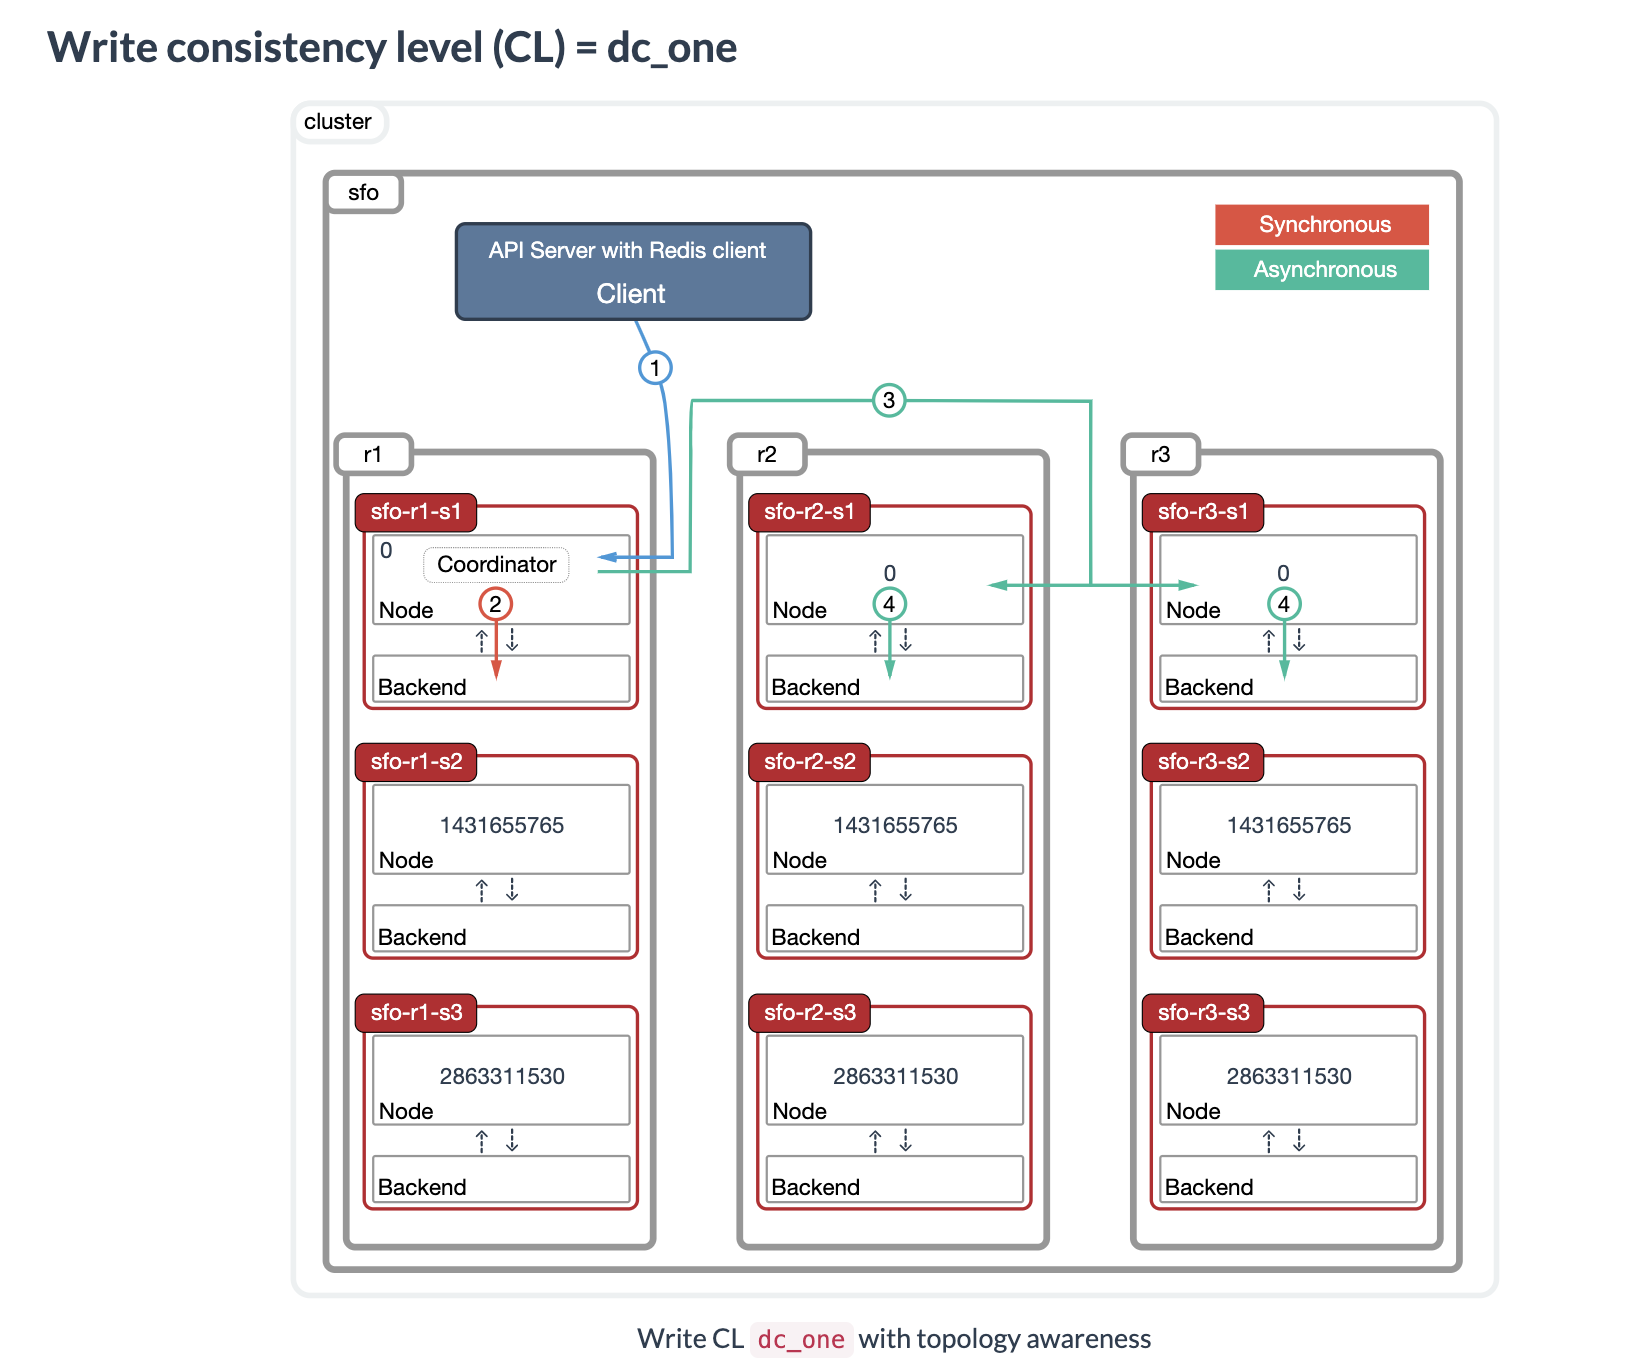 Write consistency level (CL) = dc_one
cluster
sfo
Synchronous
Asynchronous
API Server with Redis client
Client
1
3
r1
r2
r3
sfo-r1-s1
0
Coordinator
Node
2
Backend
sfo-r2-s1
0
Node
4
Backend
sfo-r3-s1
0
Node
4
Backend
sfo-r1-s2
1431655765
Node
Backend
sfo-r2-s2
1431655765
Node
Backend
sfo-r3-s2
1431655765
Node
Backend
sfo-r1-s3
2863311530
Node
Backend
sfo-r2-s3
2863311530
Node
Backend
sfo-r3-s3
2863311530
Node
Backend
Write CL dc_one with topology awareness